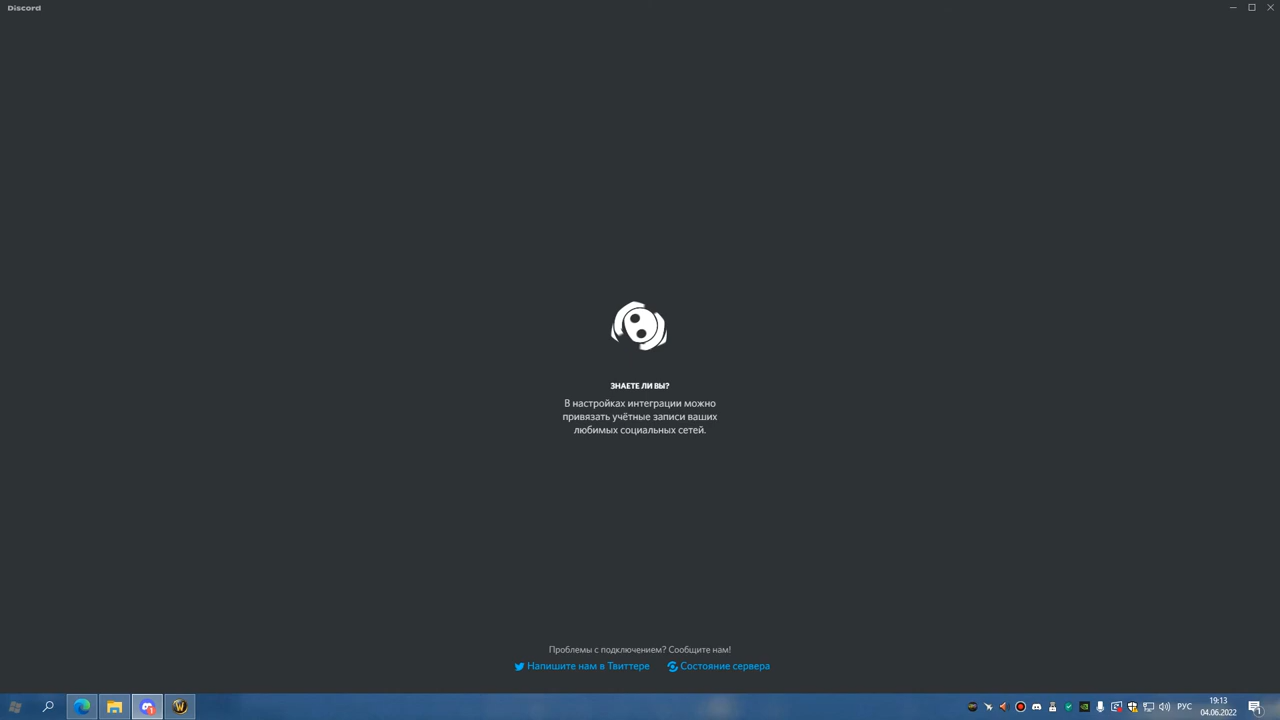 Discord
ЗНАЕТЕ ЛИ ВЫ?
В настройках интеграции можно
привязать учётные записи ваших
любимых социальных сетей.
Проблемы с подключением? Сообщите нам!
Напишите нам в Твиттере Состояние сервера
РУС
19:13
04.06.2022
1